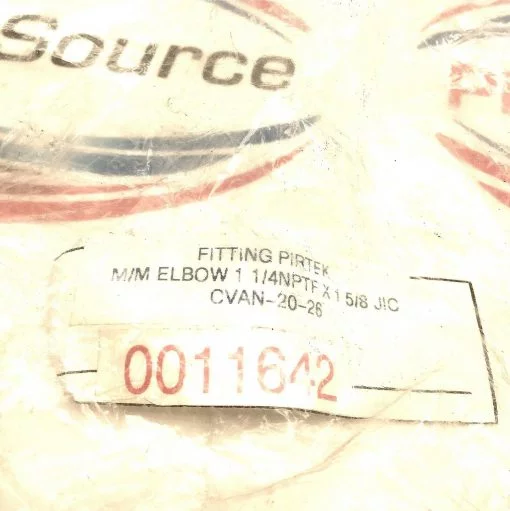 Source
FITTING PIRTEK
M/M ELBOW 1 1/4NPTF X 1 5/8 JIC
CVAN-20-26
0011642